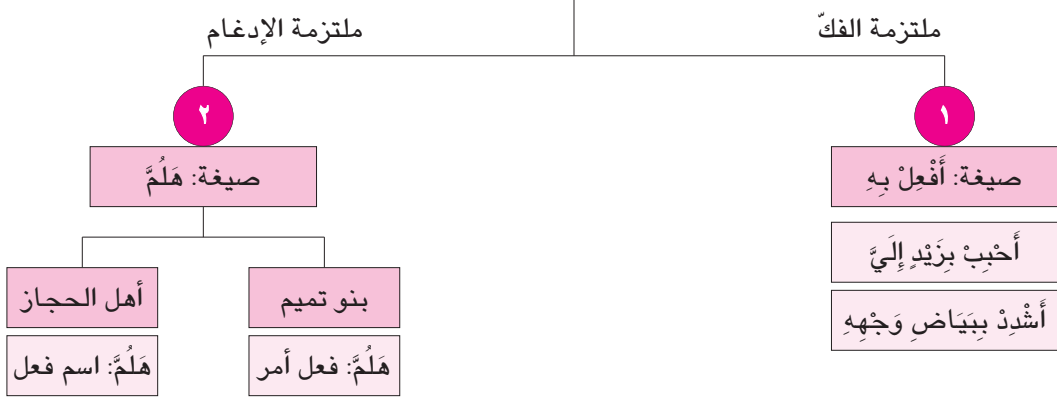 ملتزمة الفكّ
ملتزمة الإدغام
١
٢
صيغة: أَفْعِلْ بِهِ
صيغة: هَلُمَّ
أَحْبِبْ بِزَيْدٍ إِلَيَّ
أَشْدِدْ بِبَيَاضِ وَجْهِهِ
بنو تميم
أهل الحجاز
هَلُمَّ: فعل أمر
هَلُمَّ: اسم فعل